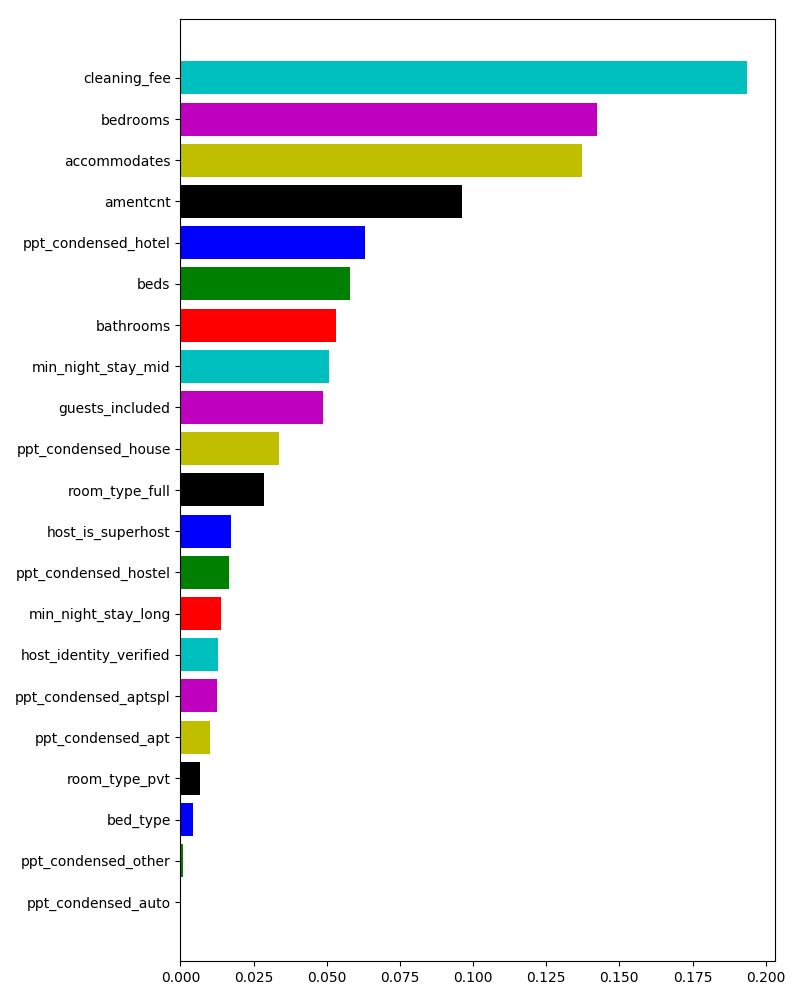 cleaning_fee
bedrooms
accommodates
amentcnt
ppt_condensed_hotel
beds
bathrooms
min_night_stay_mid
guests_included
ppt_condensed_house
room_type_full
host_is_superhost
ppt_condensed_hostel
min_night_stay_long
host_identity_verified
ppt_condensed_aptspl
ppt_condensed_apt
room_type_pvt
bed_type
ppt_condensed_other
ppt_condensed_auto
0.000 0.025 0.050 0.075 0.100 0.125 0.150 0.175 0.200